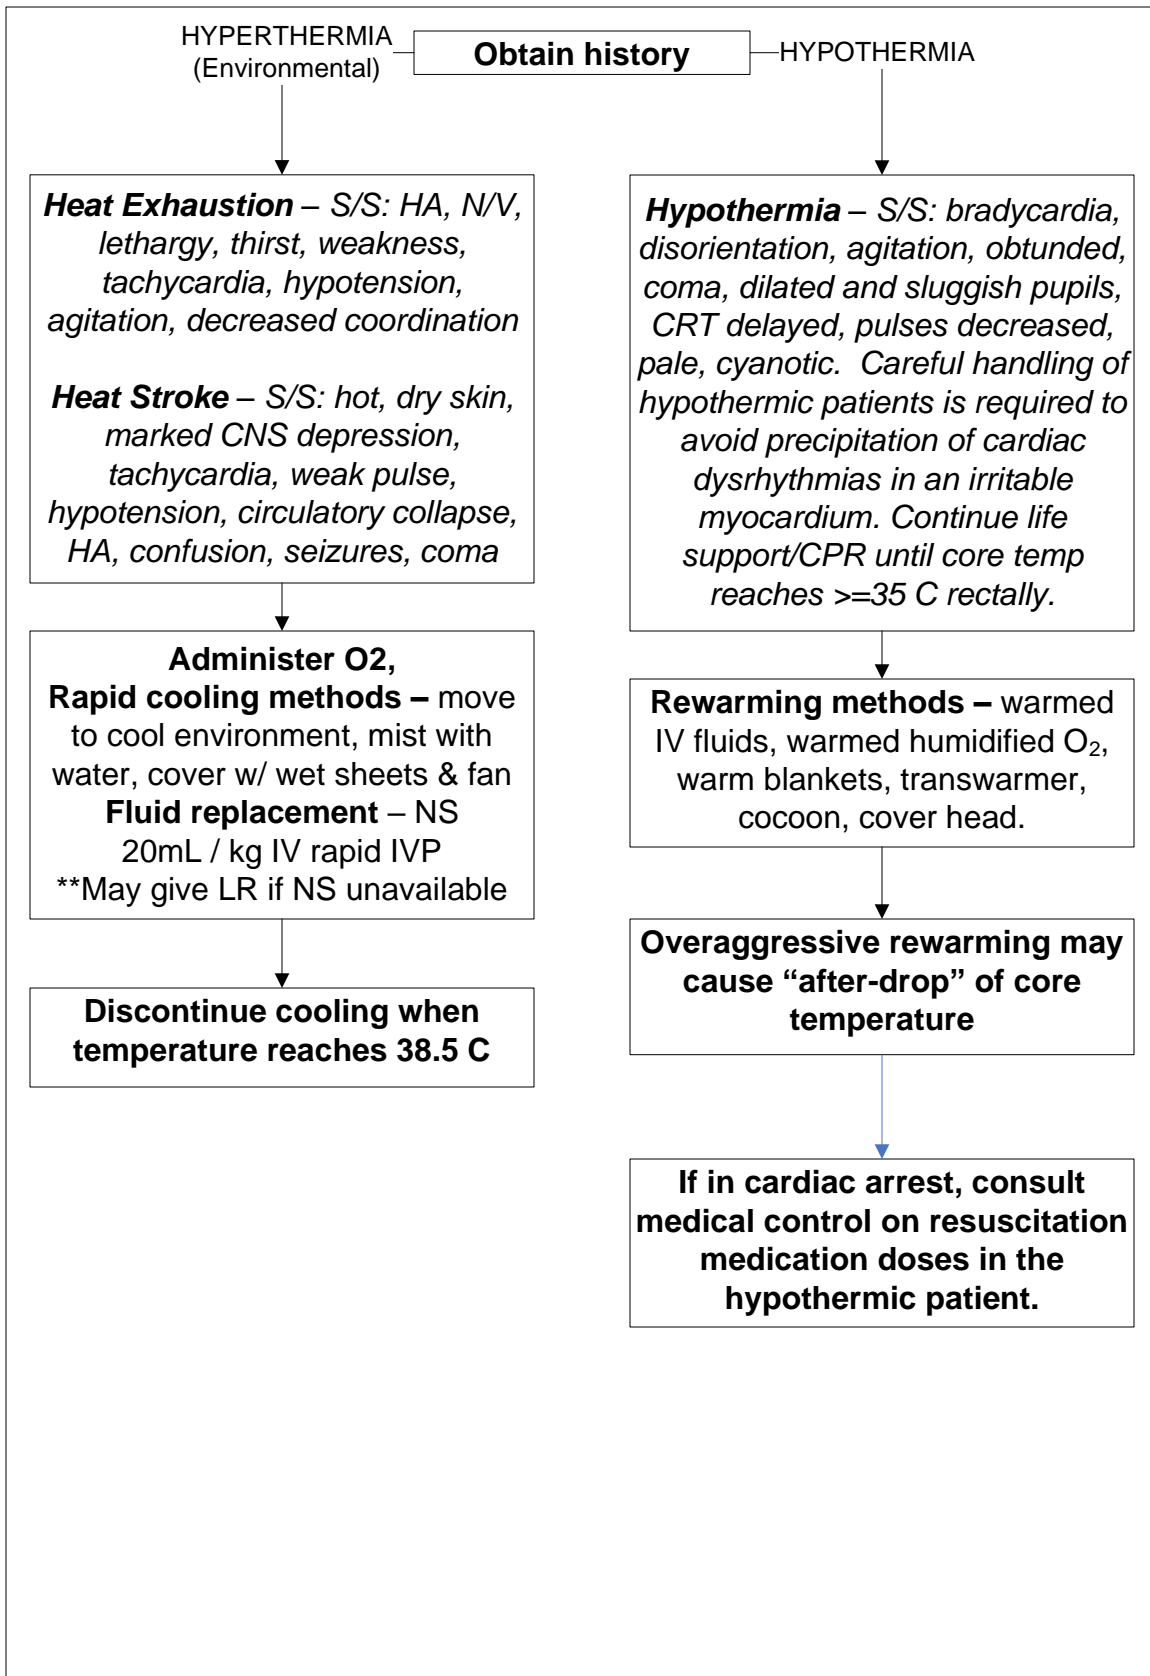 HYPERTHERMIA
(Environmental)
Obtain history
HYPOTHERMIA
Heat Exhaustion – S/S: HA, N/V,
lethargy, thirst, weakness,
tachycardia, hypotension,
agitation, decreased coordination
Heat Stroke – S/S: hot, dry skin,
marked CNS depression,
tachycardia, weak pulse,
hypotension, circulatory collapse,
HA, confusion, seizures, coma
Administer O2,
Rapid cooling methods – move
to cool environment, mist with
water, cover w/ wet sheets & fan
Fluid replacement – NS
20mL / kg IV rapid IVP
**May give LR if NS unavailable
Discontinue cooling when
temperature reaches 38.5 C
Hypothermia – S/S: bradycardia,
disorientation, agitation, obtunded,
coma, dilated and sluggish pupils,
CRT delayed, pulses decreased,
pale, cyanotic.  Careful handling of
hypothermic patients is required to
avoid precipitation of cardiac
dysrhythmias in an irritable
myocardium. Continue life
support/CPR until core temp
reaches >=35 C rectally.
Rewarming methods – warmed
IV fluids, warmed humidified O₂,
warm blankets, transwarmer,
cocoon, cover head.
Overaggressive rewarming may
cause “after-drop” of core
temperature
If in cardiac arrest, consult
medical control on resuscitation
medication doses in the
hypothermic patient.